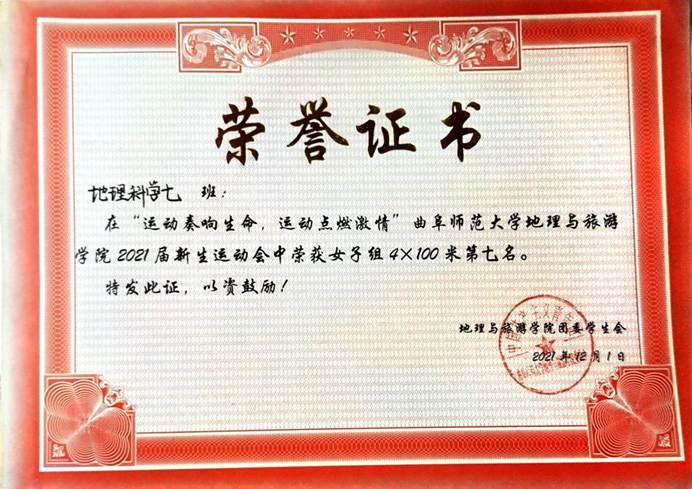 荣誉证书
地理科学七 班：
在“运动奏响生命，运动点燃激情”曲阜师范大学地理与旅游
学院2021届新生运动会中荣获女子组4×100米第七名。
特发此证，以资鼓励！
地理与旅游学院团委学生会
2021年12月1日